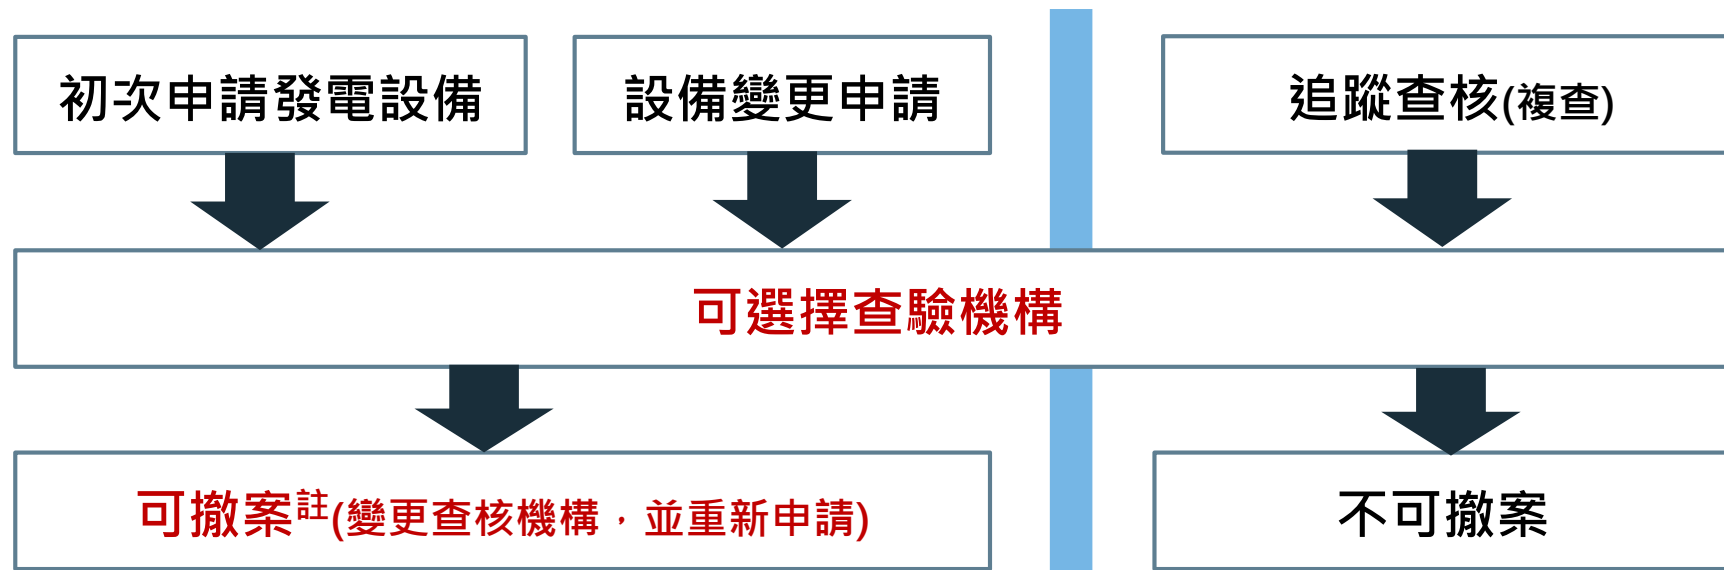 初次申請發電設備
設備變更申請
追蹤查核(複查)
可選擇查驗機構
可撤案註(變更查核機構，並重新申請)
不可撤案